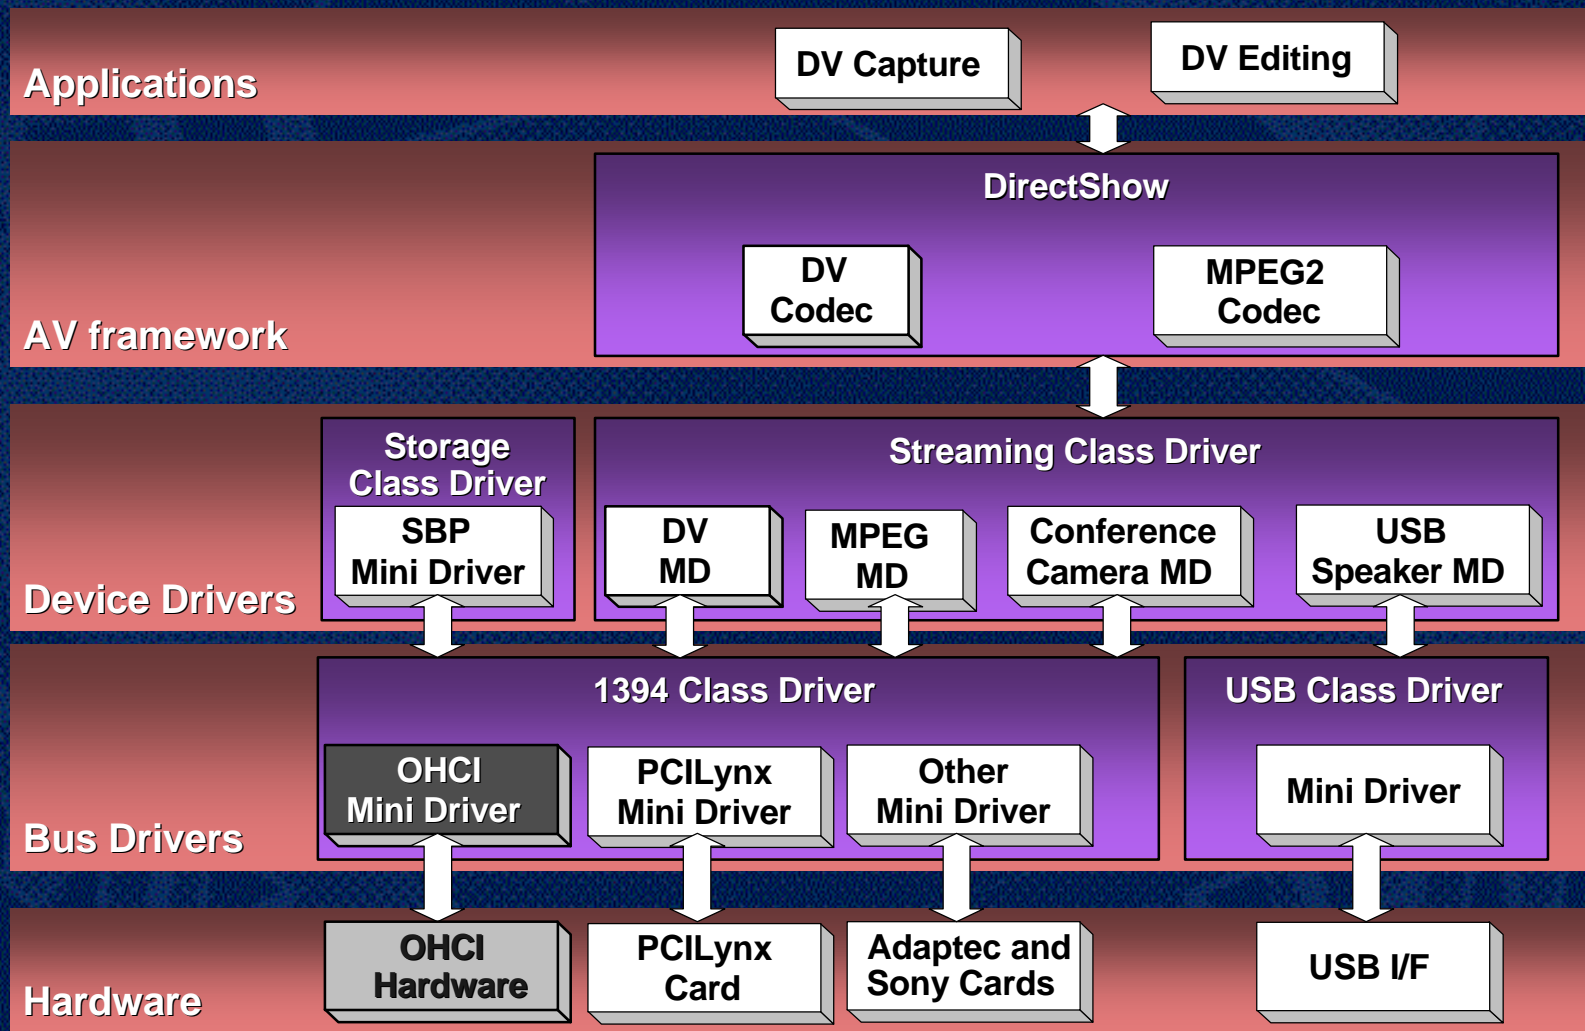 Applications
DV Capture
DV Editing
AV framework
DirectShow
DV
Codec
MPEG2
Codec
Device Drivers
Storage
Class Driver
SBP
Mini Driver
Streaming Class Driver
DV
MD
MPEG
MD
Conference
Camera MD
USB
Speaker MD
Bus Drivers
1394 Class Driver
OHCI
Mini Driver
PCILynx
Mini Driver
Other
Mini Driver
USB Class Driver
Mini Driver
Hardware
OHCI
Hardware
PCILynx
Card
Adaptec and
Sony Cards
USB I/F